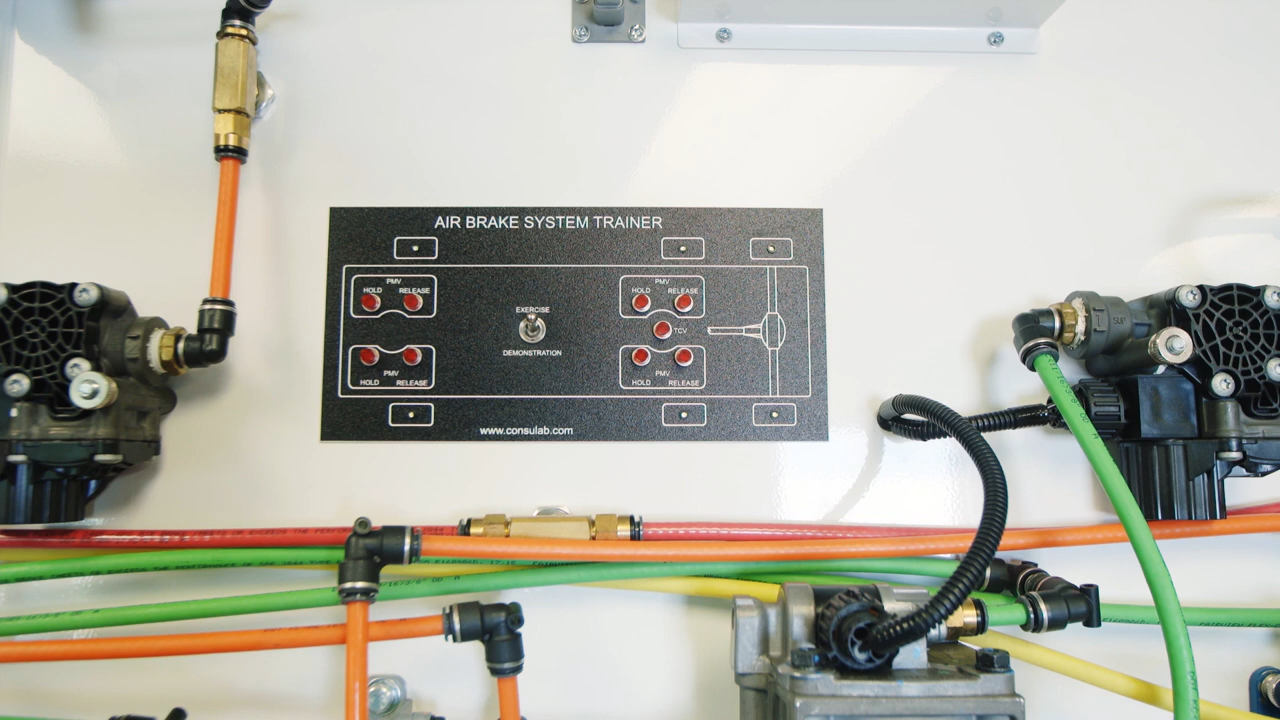 AIR BRAKE SYSTEM TRAINER
PMV
HOLD RELEASE
EXERCISE
DEMONSTRATION
PMV
HOLD RELEASE
PMV
HOLD RELEASE
TCV
PMV
HOLD RELEASE
www.consulab.com
SUP